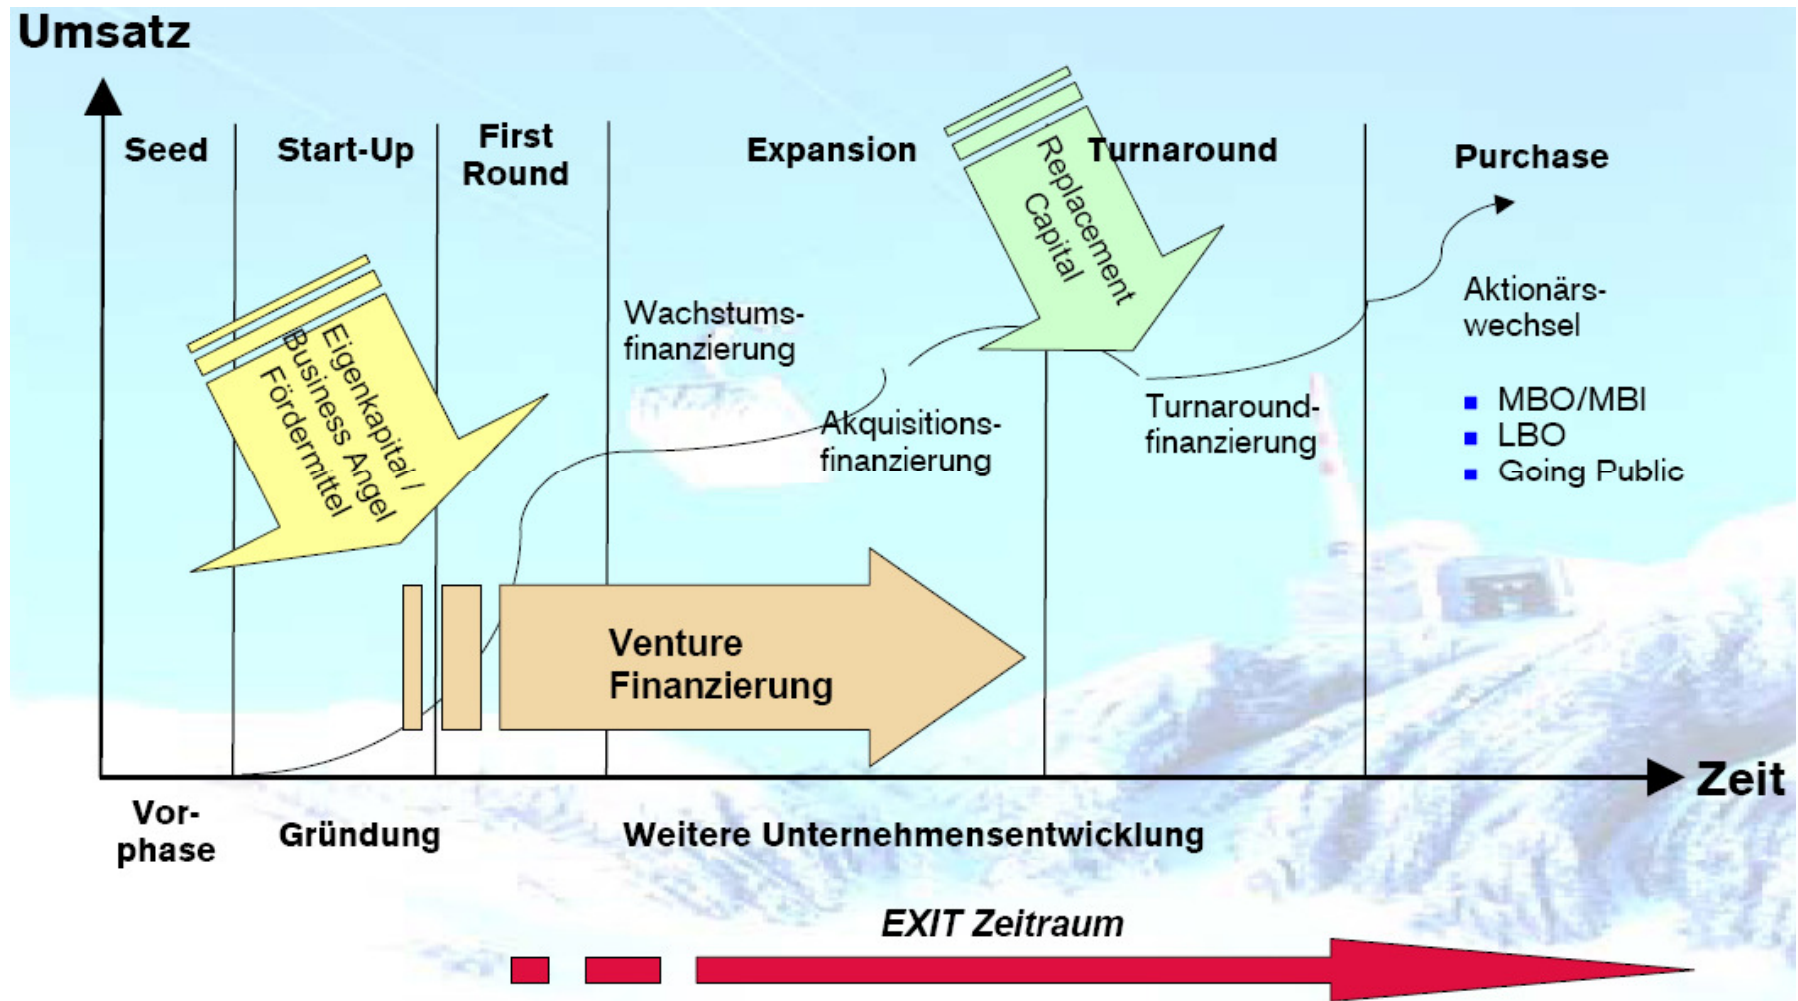 Umsatz
Seed
Start-Up
First
Round
Expansion
Turnaround
Purchase
Replacement
Capital
Eigenkapital /
Business Angel
Fördermittel
Wachstums-
finanzierung
Akquisitions-
finanzierung
Turnaround-
finanzierung
Aktionärs-
wechsel
MBO/MBI
LBO
Going Public
Venture
Finanzierung
Zeit
Vor-
phase
Gründung
Weitere Unternehmensentwicklung
EXIT Zeitraum